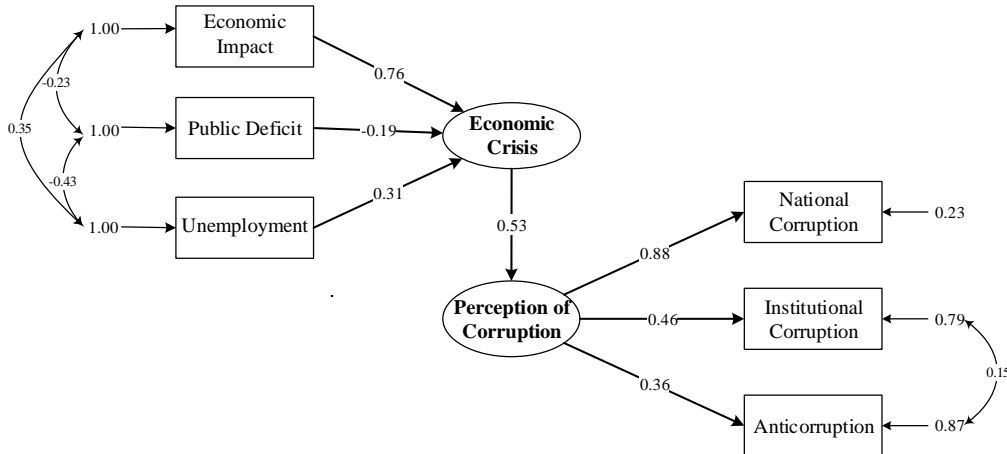 1.00
Economic
Impact
-0.23
0.35
0.76
1.00
Public Deficit
-0.19
Economic
Crisis
-0.43
0.31
1.00
Unemployment
0.53
National
Corruption
0.23
0.88
Perception of
Corruption
0.46
Institutional
Corruption
0.79
0.15
0.36
Anticorruption
0.87